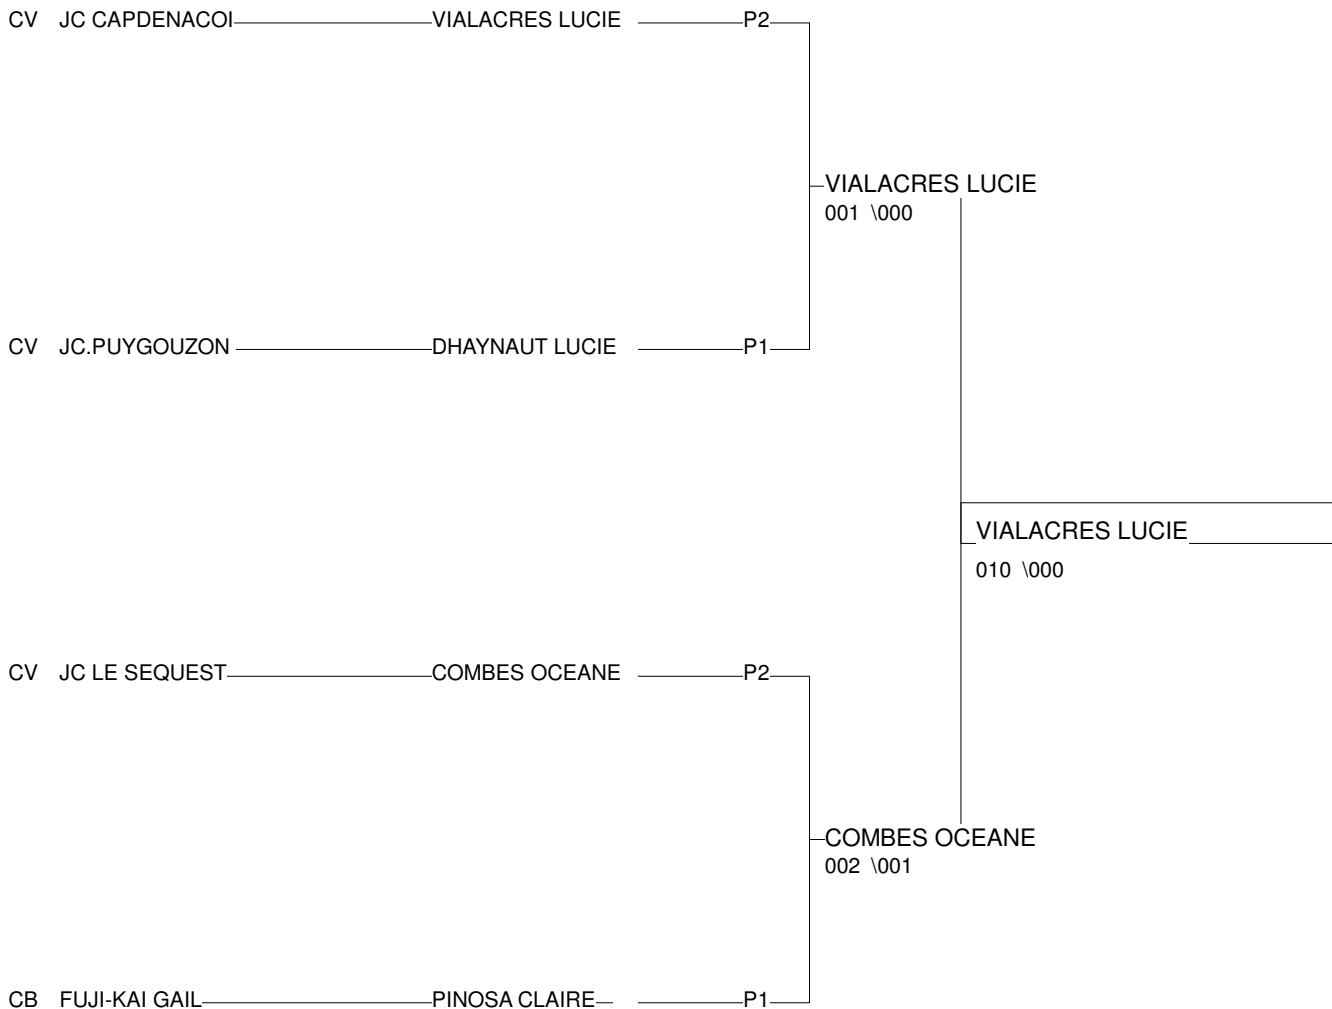 CV JC CAPDENACOI VIALACRES LUCIE P2
VIALACRES LUCIE
001 \000
CV JC.PUYGOUZON DHAYNAUT LUCIE P1
VIALACRES LUCIE
010 \000
CV JC LE SEQUEST COMBES OCEANE P2
COMBES OCEANE
002 \001
CB FUJI-KAI GAIL PINOSA CLAIRE P1